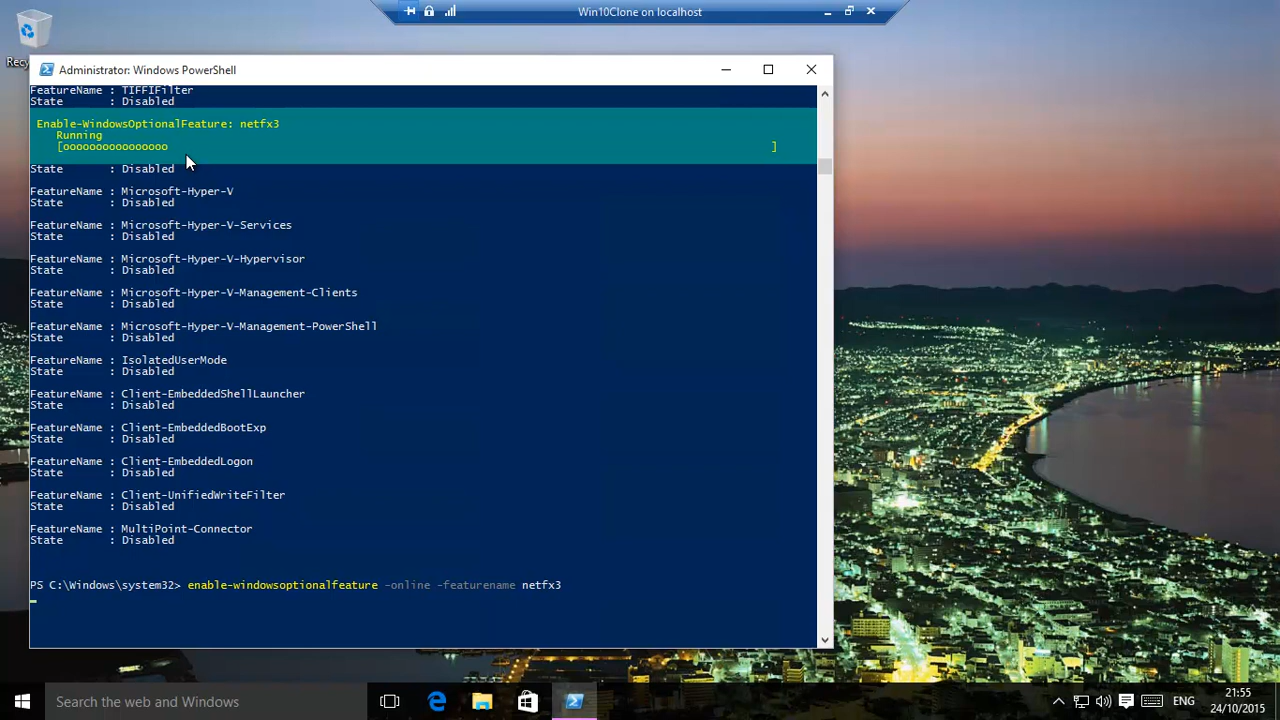 Win10Clone on localhost
Recy
Administrator: Windows PowerShell
FeatureName : TIFFIFilter
State : Disabled
Enable-WindowsOptionalFeature: netfx3
Running
[oooooooooooooooo ]
State : Disabled
FeatureName : Microsoft-Hyper-V
State : Disabled
FeatureName : Microsoft-Hyper-V-Services
State : Disabled
FeatureName : Microsoft-Hyper-V-Hypervisor
State : Disabled
FeatureName : Microsoft-Hyper-V-Management-Clients
State : Disabled
FeatureName : Microsoft-Hyper-V-Management-PowerShell
State : Disabled
FeatureName : IsolatedUserMode
State : Disabled
FeatureName : Client-EmbeddedShellLauncher
State : Disabled
FeatureName : Client-EmbeddedBootExp
State : Disabled
FeatureName : Client-EmbeddedLogon
State : Disabled
FeatureName : Client-UnifiedWriteFilter
State : Disabled
FeatureName : MultiPoint-Connector
State : Disabled
PS C:\Windows\system32> enable-windowsoptionalfeature -online -featurename netfx3
Search the web and Windows
ENG
21:55
24/10/2015